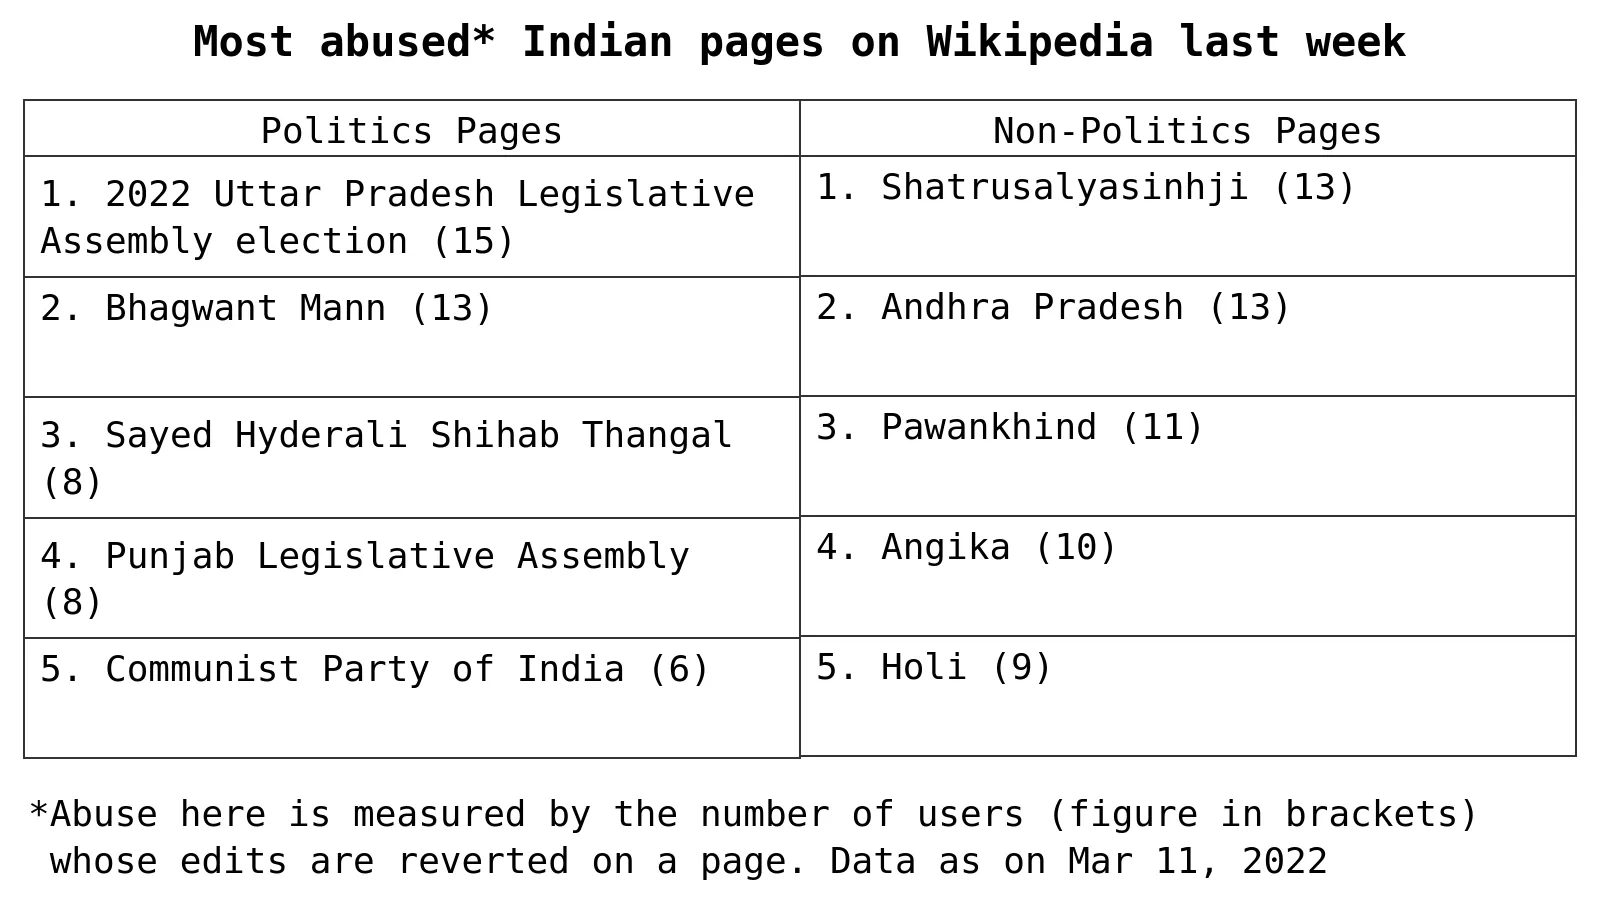 Most abused* Indian pages on Wikipedia last week
Politics Pages
Non-Politics Pages
1. 2022 Uttar Pradesh Legislative
Assembly election (15)
1. Shatrusalyasinhji (13)
2. Bhagwant Mann (13)
2. Andhra Pradesh (13)
3. Sayed Hyderali Shihab Thangal
(8)
3. Pawankhind (11)
4. Punjab Legislative Assembly
(8)
4. Angika (10)
5. Communist Party of India (6)
5. Holi (9)
*Abuse here is measured by the number of users (figure in brackets)
whose edits are reverted on a page. Data as on Mar 11, 2022